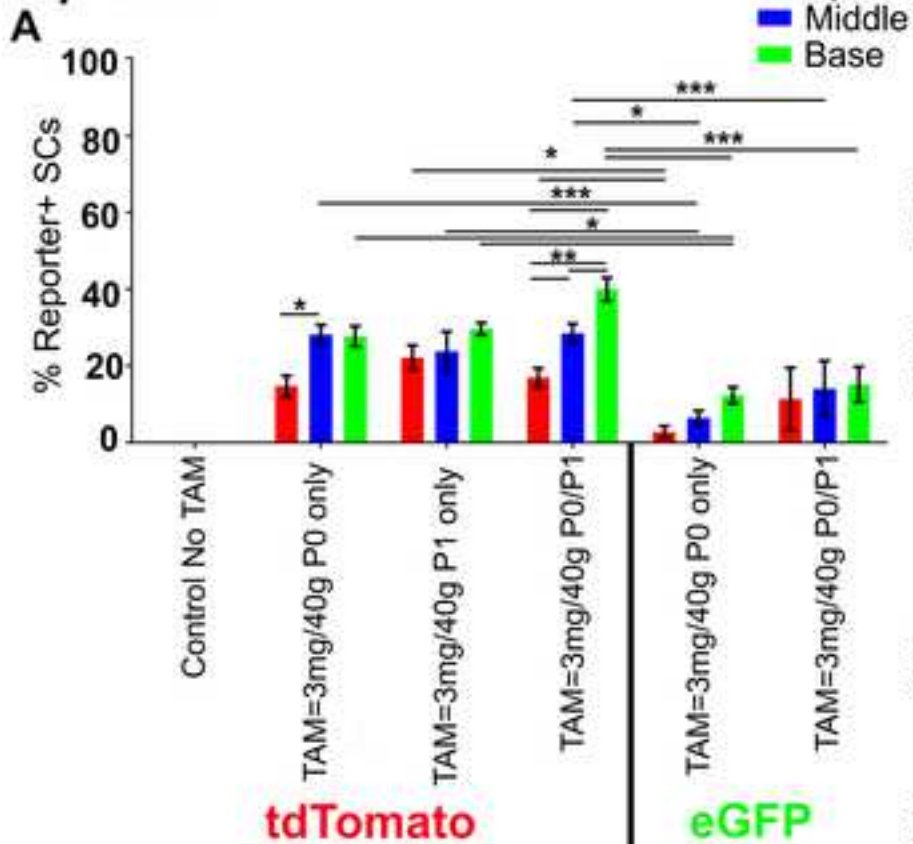 A
Middle
Base
% Reporter+ SCs
100
80
60
40
20
0
***
*
***
*
***
*
**
*
Control No TAM
TAM=3mg/40g P0 only
TAM=3mg/40g P1 only
TAM=3mg/40g P0/P1
TAM=3mg/40g P0 only
TAM=3mg/40g P0/P1
tdTomato
eGFP